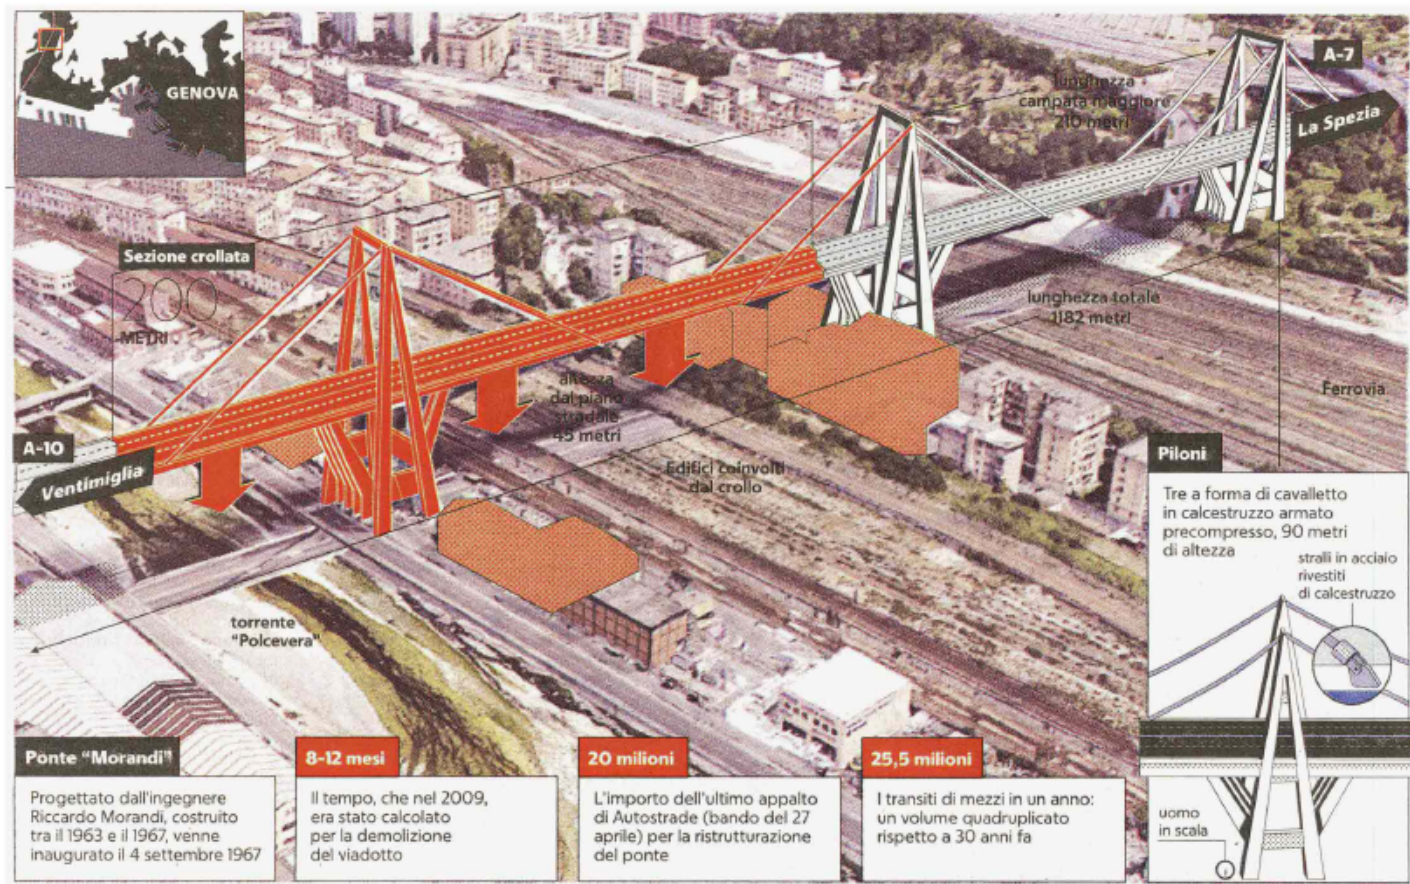 GENOVA
A-7
La Spezia
lunghezza
campata maggiore
210 metri
Sezione crollata
200
METRI
lunghezza totale
1182 metri
altezza
dal piano
stradale
45 metri
Ferrovia
A-10
Ventimiglia
Edifici coinvolti
dal crollo
torrente
"Polcevera"
Piloni
Tre a forma di cavalletto
in calcestruzzo armato
precompresso, 90 metri
di altezza
stralli in acciaio
rivestiti
di calcestruzzo
uomo
in scala
Ponte "Morandi"
Progettato dall'ingegnere
Riccardo Morandi, costruito
tra il 1963 e il 1967, venne
inaugurato il 4 settembre 1967
8-12 mesi
Il tempo, che nel 2009,
era stato calcolato
per la demolizione
del viadotto
20 milioni
L'importo dell'ultimo appalto
di Autostrade (bando del 27
aprile) per la ristrutturazione
del ponte
25,5 milioni
I transiti di mezzi in un anno:
un volume quadruplicato
rispetto a 30 anni fa